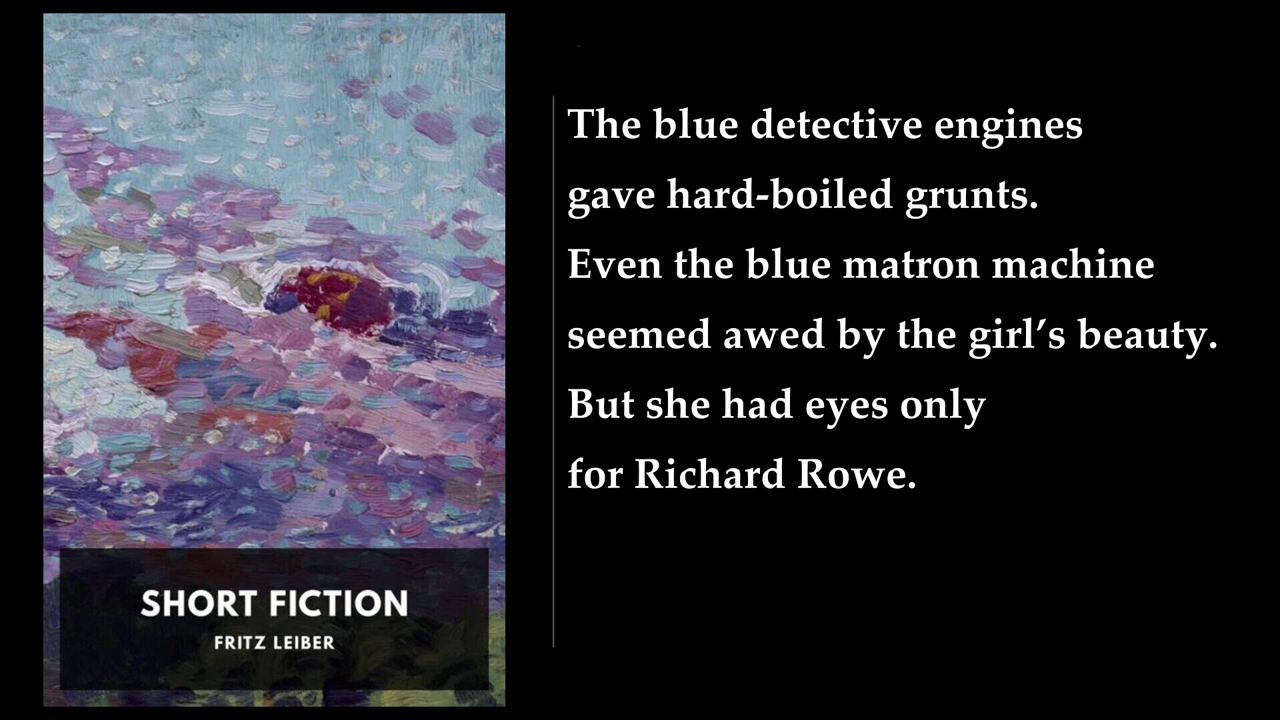 SHORT FICTION
FRITZ LEIBER
The blue detective engines
gave hard-boiled grunts.
Even the blue matron machine
seemed awed by the girl’s beauty.
But she had eyes only
for Richard Rowe.